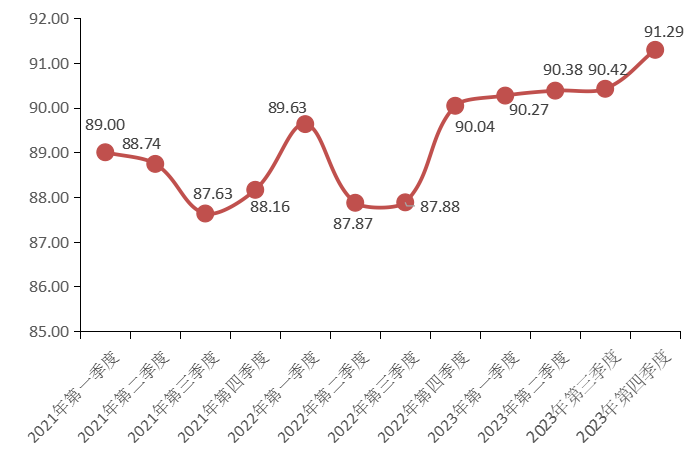 92.00
91.00
90.00
89.00
88.00
87.00
86.00
85.00
89.00
88.74
87.63
88.16
89.63
87.87
87.88
90.04
90.27
90.38
90.42
91.29
2021年第一季度
2021年第二季度
2021年第三季度
2021年第四季度
2022年第一季度
2022年第二季度
2022年第三季度
2022年第四季度
2023年第一季度
2023年第二季度
2023年第三季度
2023年第四季度